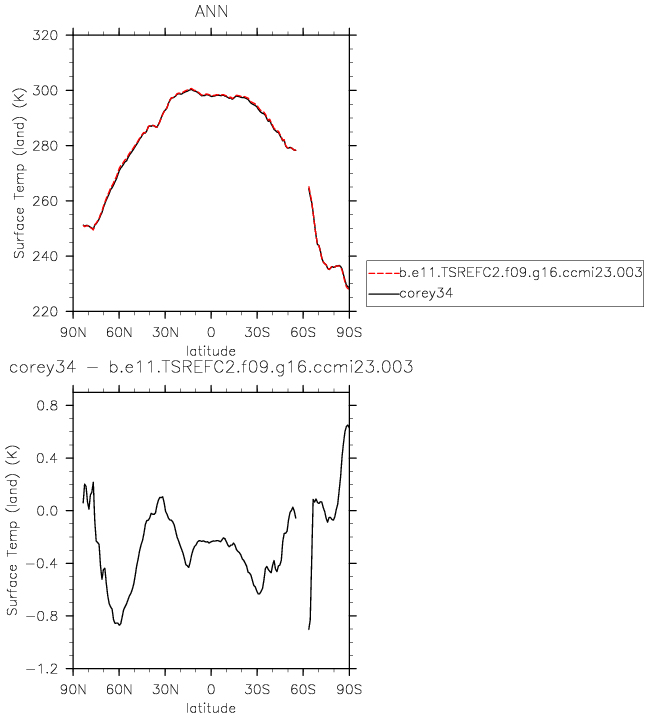 ANN
320
300
280
260
240
220
Surface Temp (land) (K)
90N 60N 30N 0 30S 60S 90S
latitude
b.e11.TSREFC2.f09.g16.ccmi23.003
corey34
corey34 − b.e11.TSREFC2.f09.g16.ccmi23.003
0.8
0.4
0.0
−0.4
−0.8
−1.2
Surface Temp (land) (K)
90N 60N 30N 0 30S 60S 90S
latitude